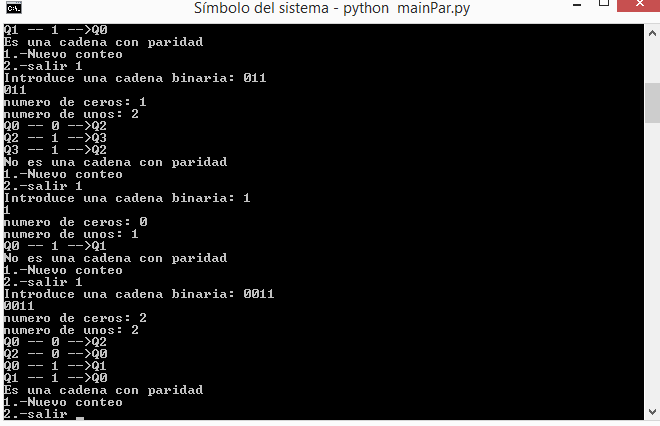 Símbolo del sistema - python mainPar.py
Q1 -- 1 -->Q0
Es una cadena con paridad
1.-Nuevo conteo
2.-salir 1
Introduce una cadena binaria: 011
011
numero de ceros: 1
numero de unos: 2
Q0 -- 0 -->Q2
Q2 -- 1 -->Q3
Q3 -- 1 -->Q2
No es una cadena con paridad
1.-Nuevo conteo
2.-salir 1
Introduce una cadena binaria: 1
1
numero de ceros: 0
numero de unos: 1
Q0 -- 1 -->Q1
No es una cadena con paridad
1.-Nuevo conteo
2.-salir 1
Introduce una cadena binaria: 0011
0011
numero de ceros: 2
numero de unos: 2
Q0 -- 0 -->Q2
Q2 -- 0 -->Q0
Q0 -- 1 -->Q1
Q1 -- 1 -->Q0
Es una cadena con paridad
1.-Nuevo conteo
2.-salir _